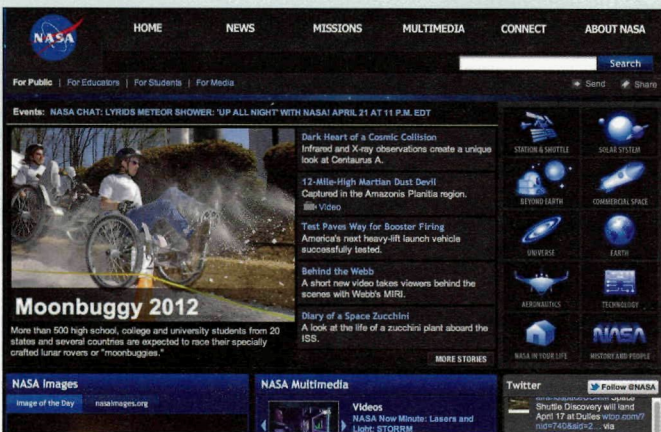 NASA
HOME
NEWS
MISSIONS
MULTIMEDIA
CONNECT
ABOUT NASA
Search
For Public | For Educators | For Students | For Media
Send
Share
Events: NASA CHAT: LYRIDS METEOR SHOWER: 'UP ALL NIGHT' WITH NASA! APRIL 21 AT 11 P.M. EDT
Moonbuggy 2012
More than 500 high school, college and university students from 20
states and several countries are expected to race their specially
crafted lunar rovers or "moonbuggies."
Dark Heart of a Cosmic Collision
Infrared and X-ray observations create a unique
look at Centaurus A.
12-Mile-High Martian Dust Devil
Captured in the Amazonis Planitia region.
Video
Test Paves Way for Booster Firing
America's next heavy-lift launch vehicle
successfully tested.
Behind the Webb
A short new video takes viewers behind the
scenes with Webb's MIRI.
Diary of a Space Zucchini
A look at the life of a zucchini plant aboard the
ISS.
MORE STORIES
STATION & SHUTTLE
SOLAR SYSTEM
BEYOND EARTH
COMMERCIAL SPACE
UNIVERSE
EARTH
AERONAUTICS
TECHNOLOGY
NASA IN YOUR LIFE
NASA
HISTORY AND PEOPLE
NASA Images
Image of the Day
nasaimages.org
NASA Multimedia
Videos
NASA Now Minute: Lasers and
Light: STORRM
Twitter
Follow @NASA
Space
Shuttle Discovery will land
April 17 at Dulles wtop.com/?
nid=740&sid=2... via